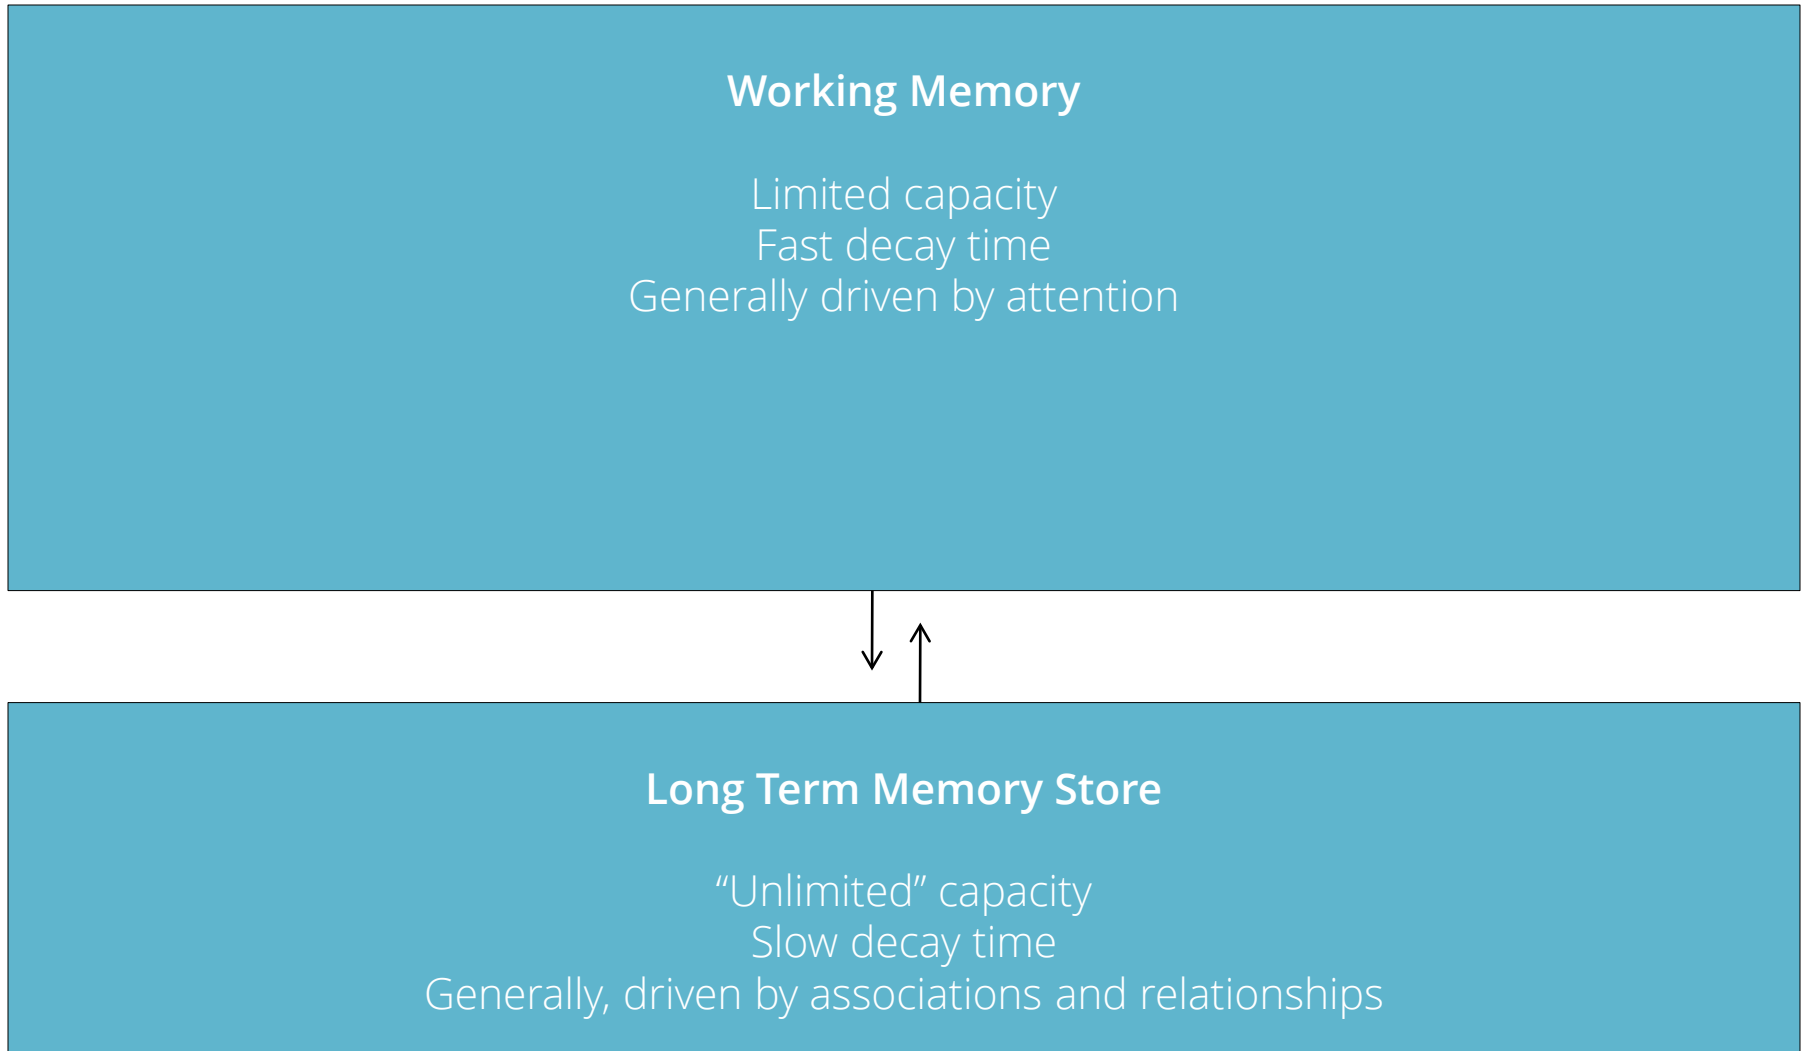 Working Memory
Limited capacity
Fast decay time
Generally driven by attention
Long Term Memory Store
“Unlimited” capacity
Slow decay time
Generally, driven by associations and relationships